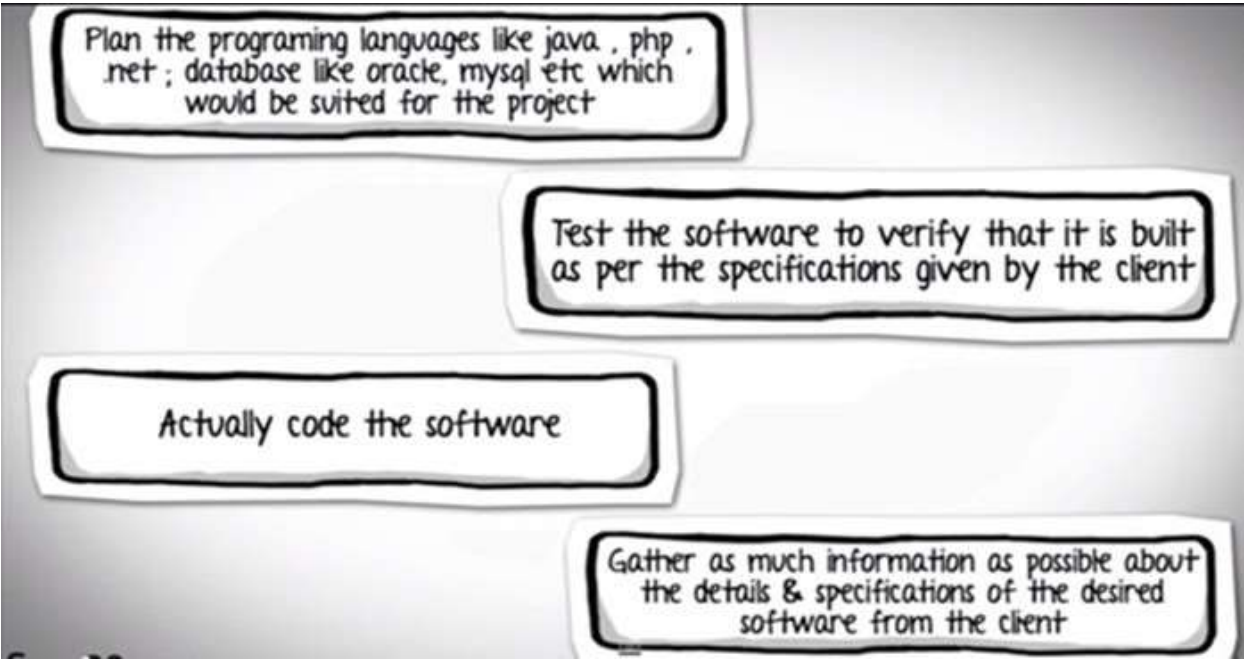 Plan the programing languages like java , php ,
.net ; database like oracle, mysql etc which
would be suited for the project
Test the software to verify that it is built
as per the specifications given by the client
Actually code the software
Gather as much information as possible about
the details & specifications of the desired
software from the client